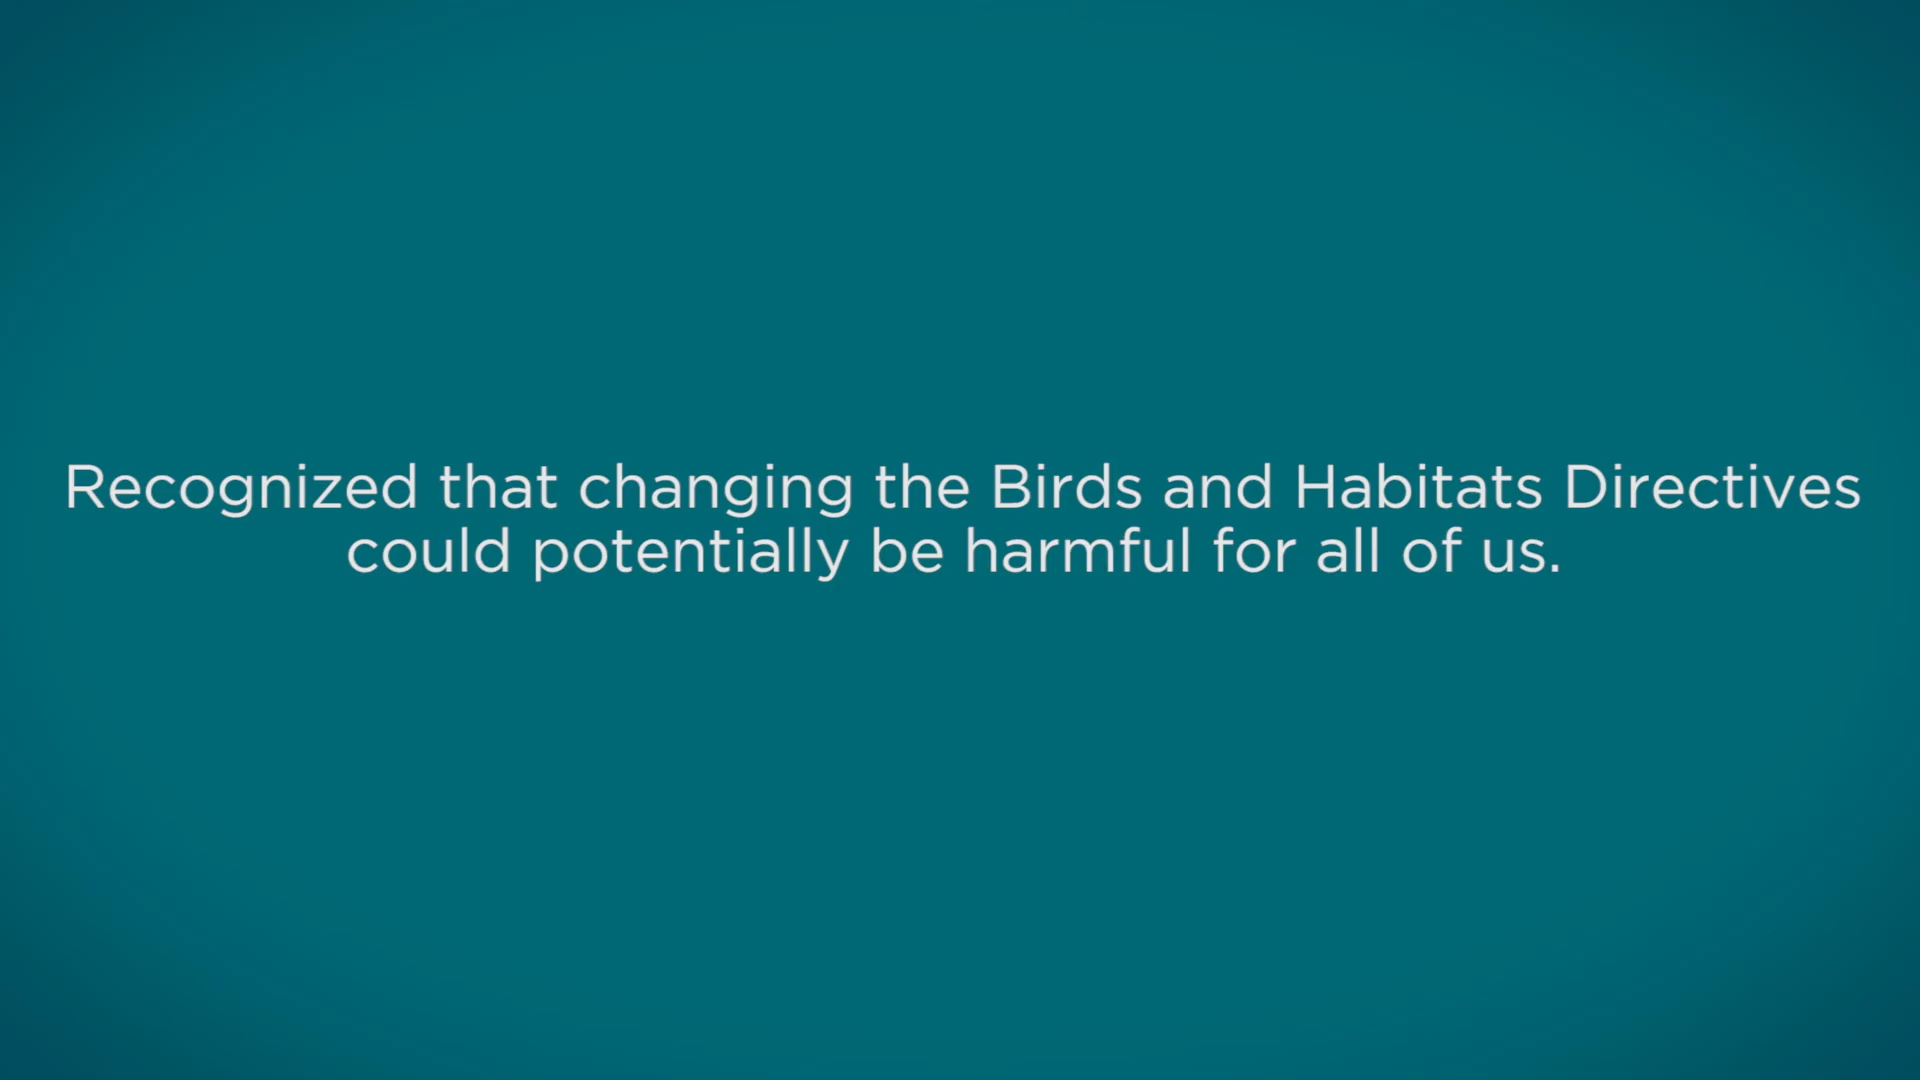 Recognized that changing the Birds and Habitats Directives
could potentially be harmful for all of us.